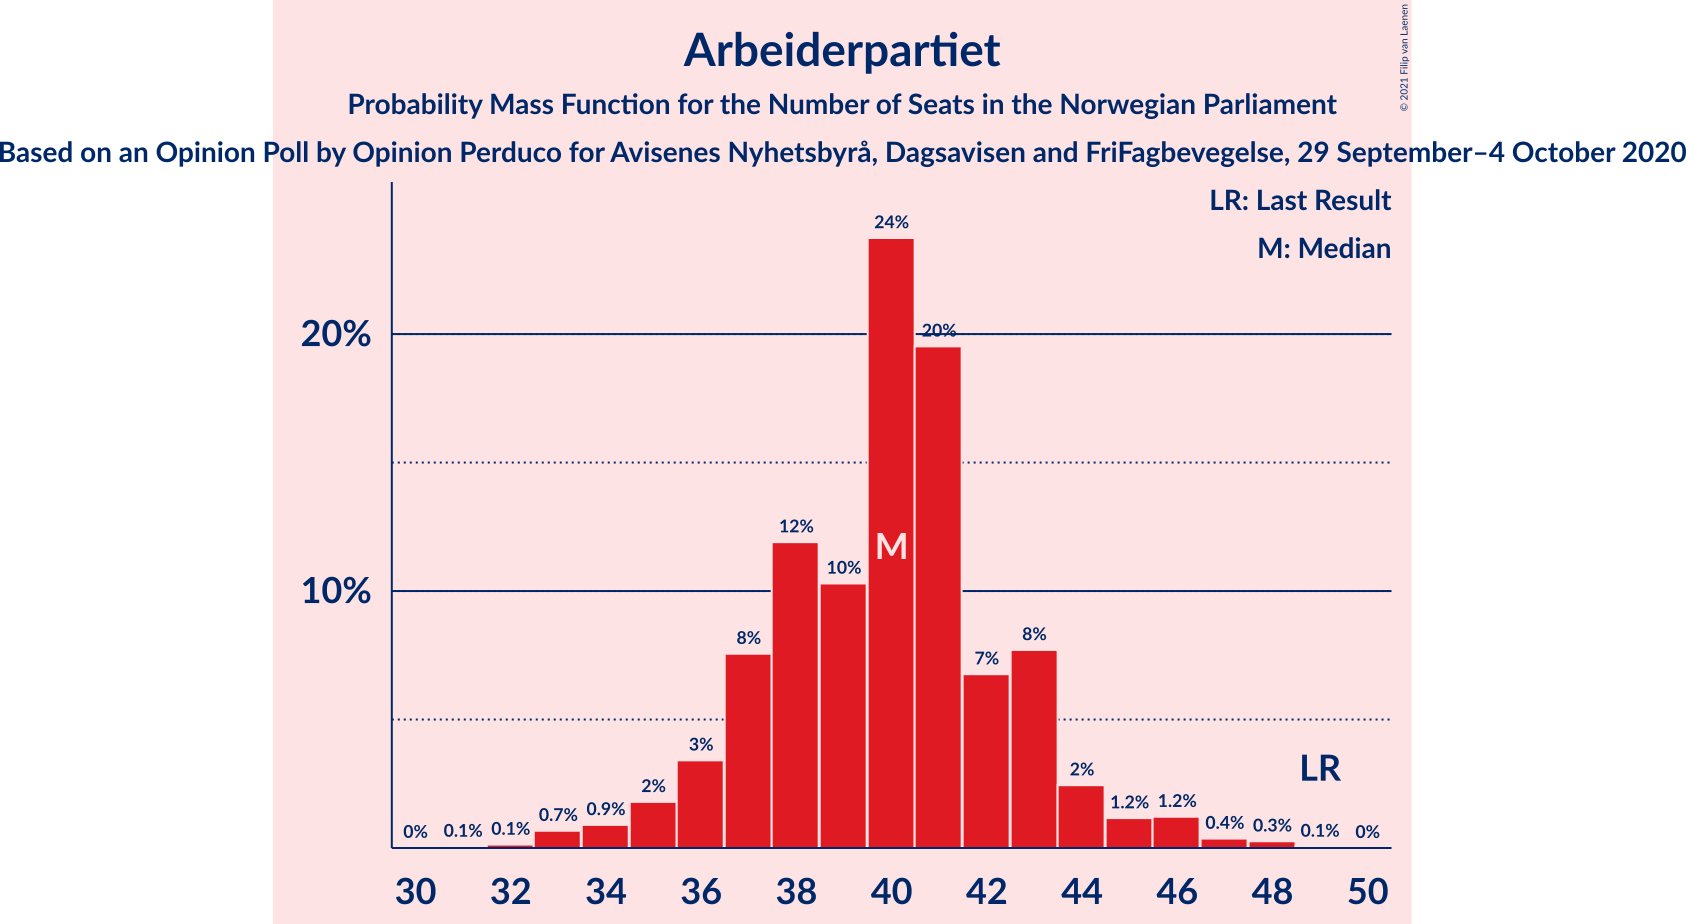 Arbeiderpartiet
Probability Mass Function for the Number of Seats in the Norwegian Parliament
Based on an Opinion Poll by Opinion Perduco for Avisenes Nyhetsbyrå, Dagsavisen and FriFagbevegelse, 29 September–4 October 2020
© 2021 Filip van Laenen
LR: Last Result
M: Median
20%
10%
0%
0.1%
0.1%
0.7%
0.9%
2%
3%
8%
12%
10%
24%
20%
7%
8%
2%
1.2%
1.2%
0.4%
0.3%
0.1%
0%
M
LR
30 32 34 36 38 40 42 44 46 48 50